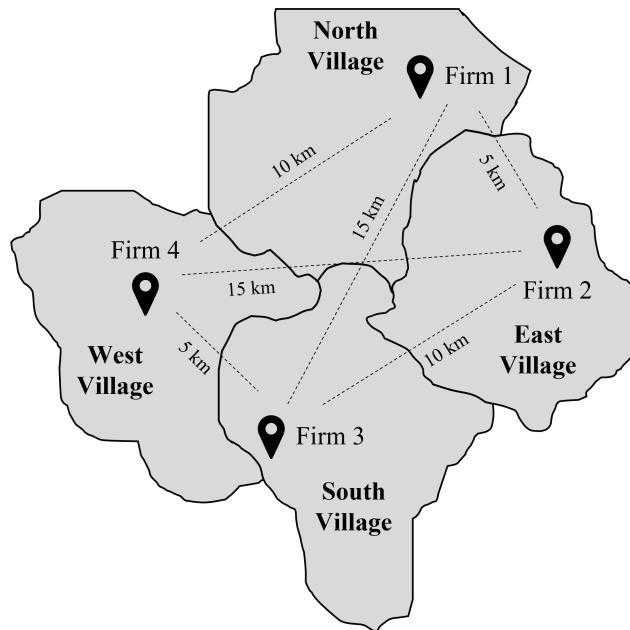 North
Village
Firm 1
10 km
5 km
15 km
Firm 4
15 km
Firm 2
West
Village
5 km
10 km
East
Village
Firm 3
South
Village